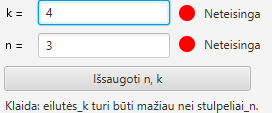 k = 4 Neteisinga
n = 3 Neteisinga
Išsaugoti n, k
Klaida: eilutės_k turi būti mažiau nei stulpeliai_n.